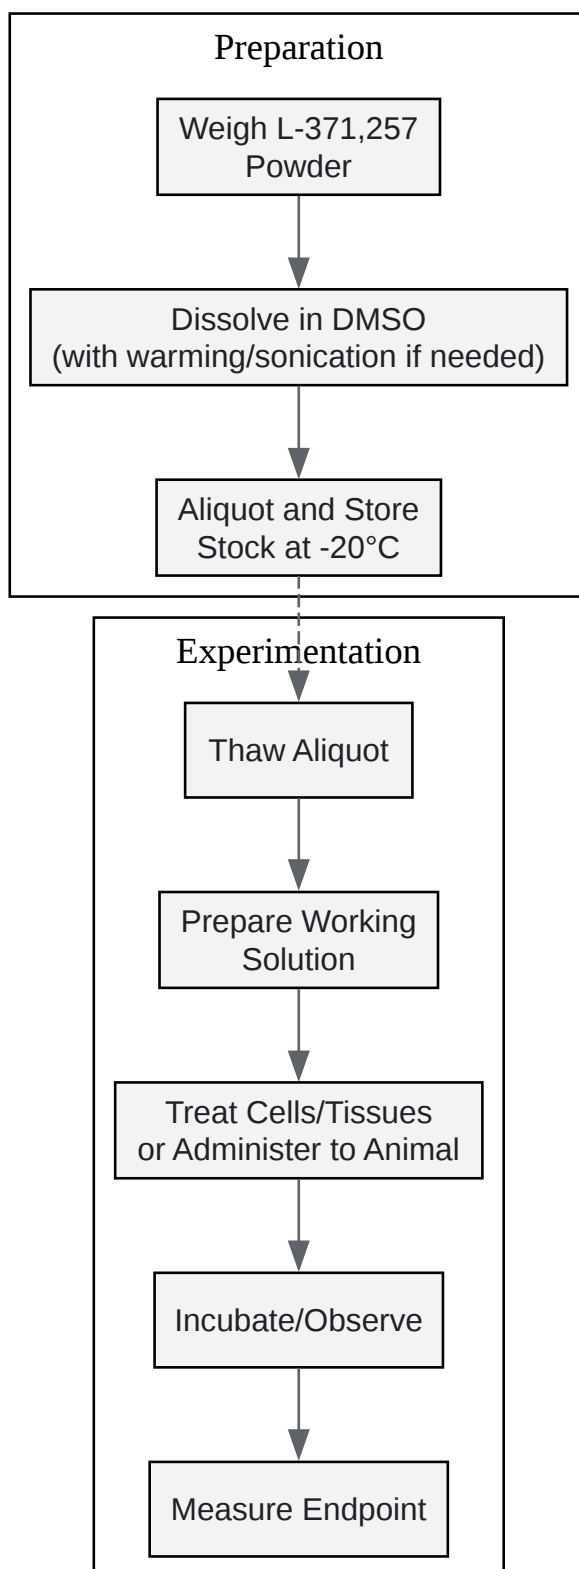 Preparation
Weigh L-371,257
Powder
Dissolve in DMSO
(with warming/sonication if needed)
Aliquot and Store
Stock at -20°C
Experimentation
Thaw Aliquot
Prepare Working
Solution
Treat Cells/Tissues
or Administer to Animal
Incubate/Observe
Measure Endpoint